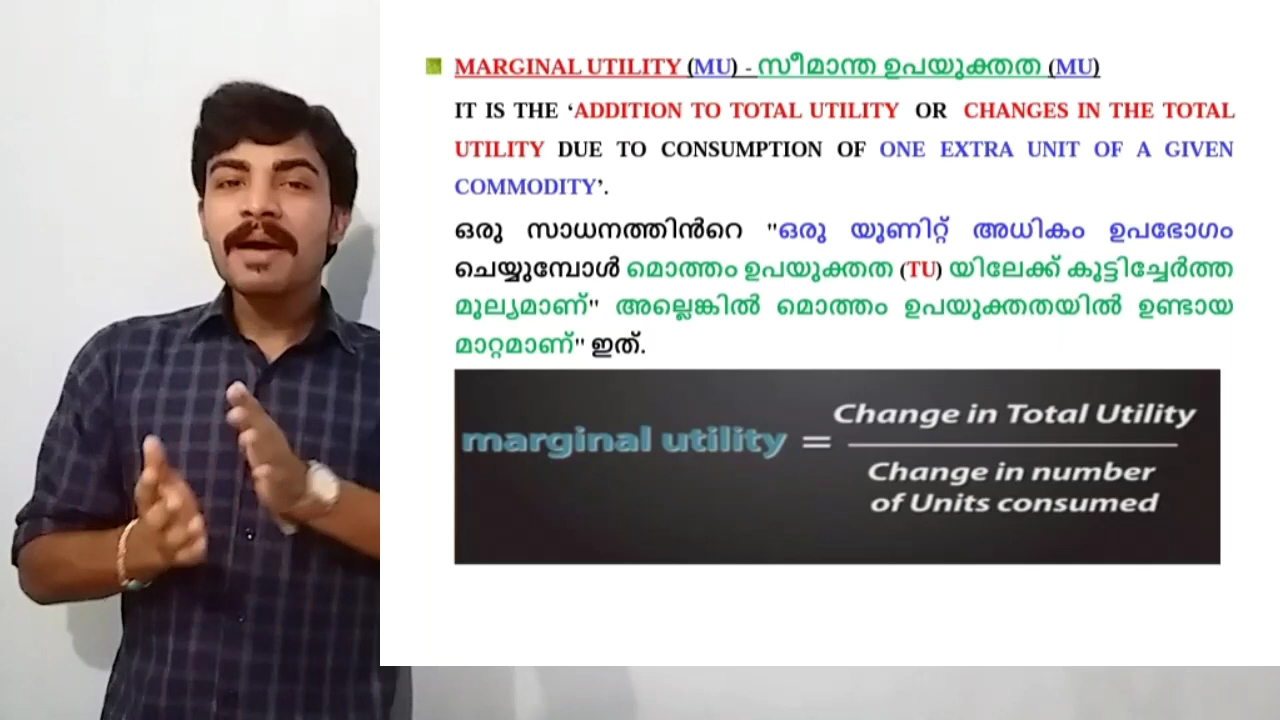 MARGINAL UTILITY (MU) - സീമാന്ത ഉപയുക്തത (MU)
IT IS THE ‘ADDITION TO TOTAL UTILITY OR CHANGES IN THE TOTAL
UTILITY DUE TO CONSUMPTION OF ONE EXTRA UNIT OF A GIVEN
COMMODITY’.
ഒരു സാധനത്തിൻറെ "ഒരു യൂണിറ്റ് അധികം ഉപഭോഗം
ചെയ്യുമ്പോൾ മൊത്തം ഉപയുക്തത (TU) യിലേക്ക് കൂട്ടിച്ചേർത്ത
മൂല്യമാണ്" അല്ലെങ്കിൽ മൊത്തം ഉപയുക്തതയിൽ ഉണ്ടായ
മാറ്റമാണ്" ഇത്.
marginal utility = Change in Total Utility
Change in number
of Units consumed